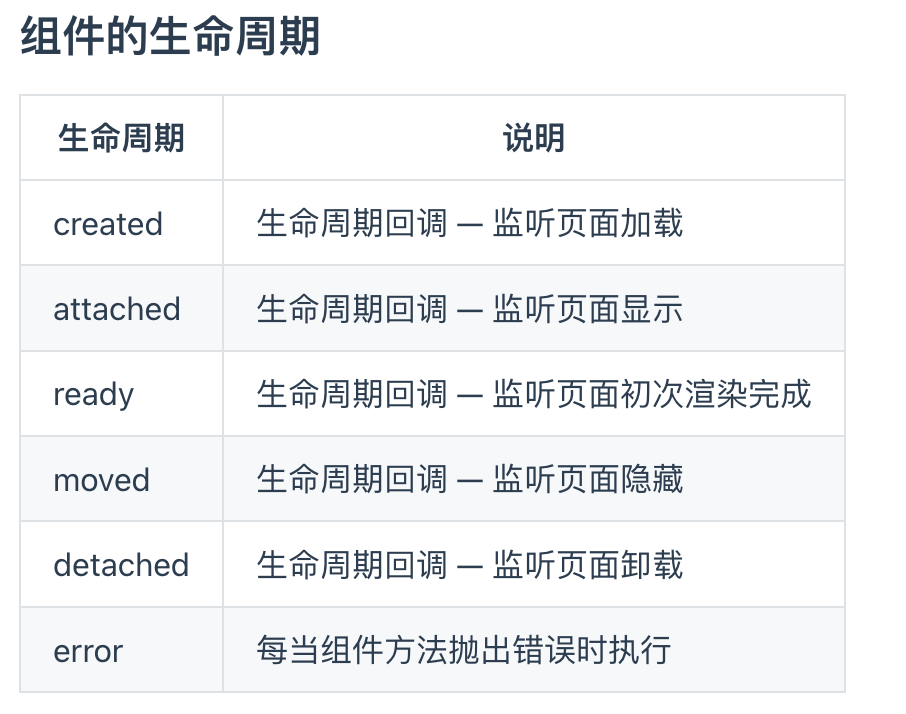 组件的生命周期
生命周期 说明
created 生命周期回调 — 监听页面加载
attached 生命周期回调 — 监听页面显示
ready 生命周期回调 — 监听页面初次渲染完成
moved 生命周期回调 — 监听页面隐藏
detached 生命周期回调 — 监听页面卸载
error 每当组件方法抛出错误时执行